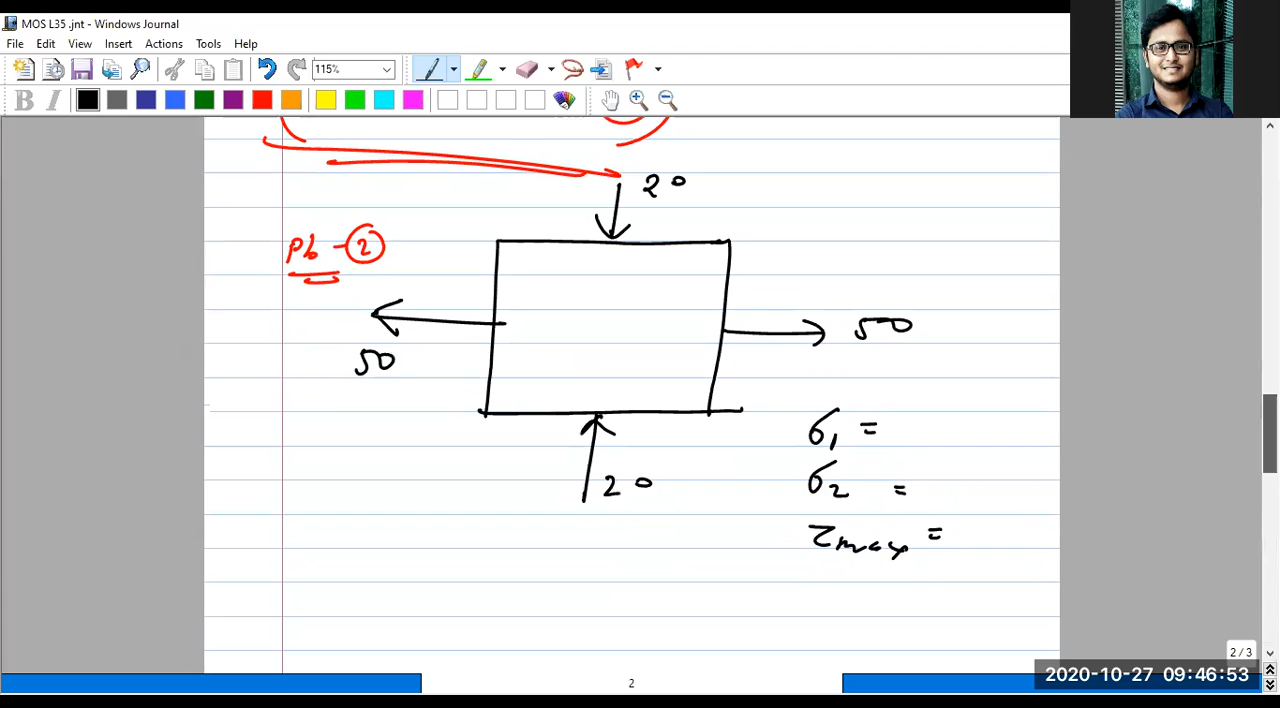 MOS L35 .jnt - Windows Journal
File Edit View Insert Actions Tools Help
115%
B I
20
Pb - 2
50
50
σ1 =
σ2 =
20
τmax =
2 / 3
2
2020-10-27 09:46:53